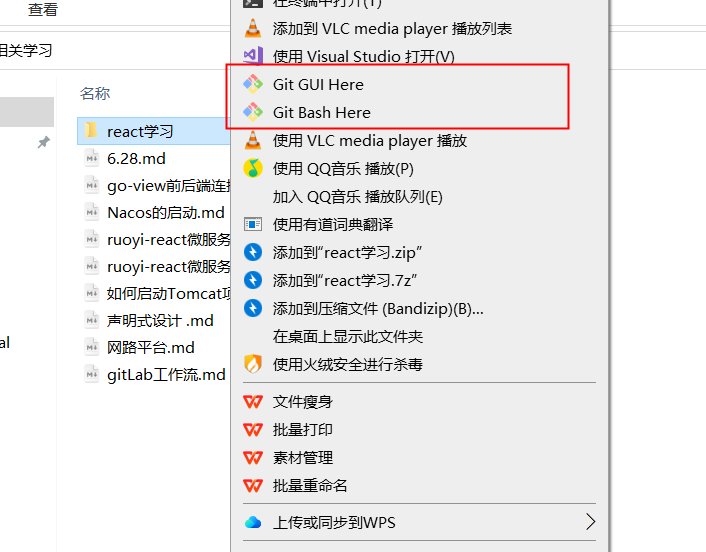 查看
相关学习
名称
react学习
6.28.md
go-view前后端连
Nacos的启动.md
ruoyi-react微服务
ruoyi-react微服务
如何启动Tomcat项
声明式设计 .md
网路平台.md
gitLab工作流.md
al
在终端中打开(T)
添加到 VLC media player 播放列表
使用 Visual Studio 打开(V)
Git GUI Here
Git Bash Here
使用 VLC media player 播放
使用 QQ音乐 播放(P)
加入 QQ音乐 播放队列(E)
使用有道词典翻译
添加到“react学习.zip”
添加到“react学习.7z”
添加到压缩文件 (Bandizip)(B)...
在桌面上显示此文件夹
使用火绒安全进行杀毒
文件瘦身
批量打印
素材管理
批量重命名
上传或同步到WPS